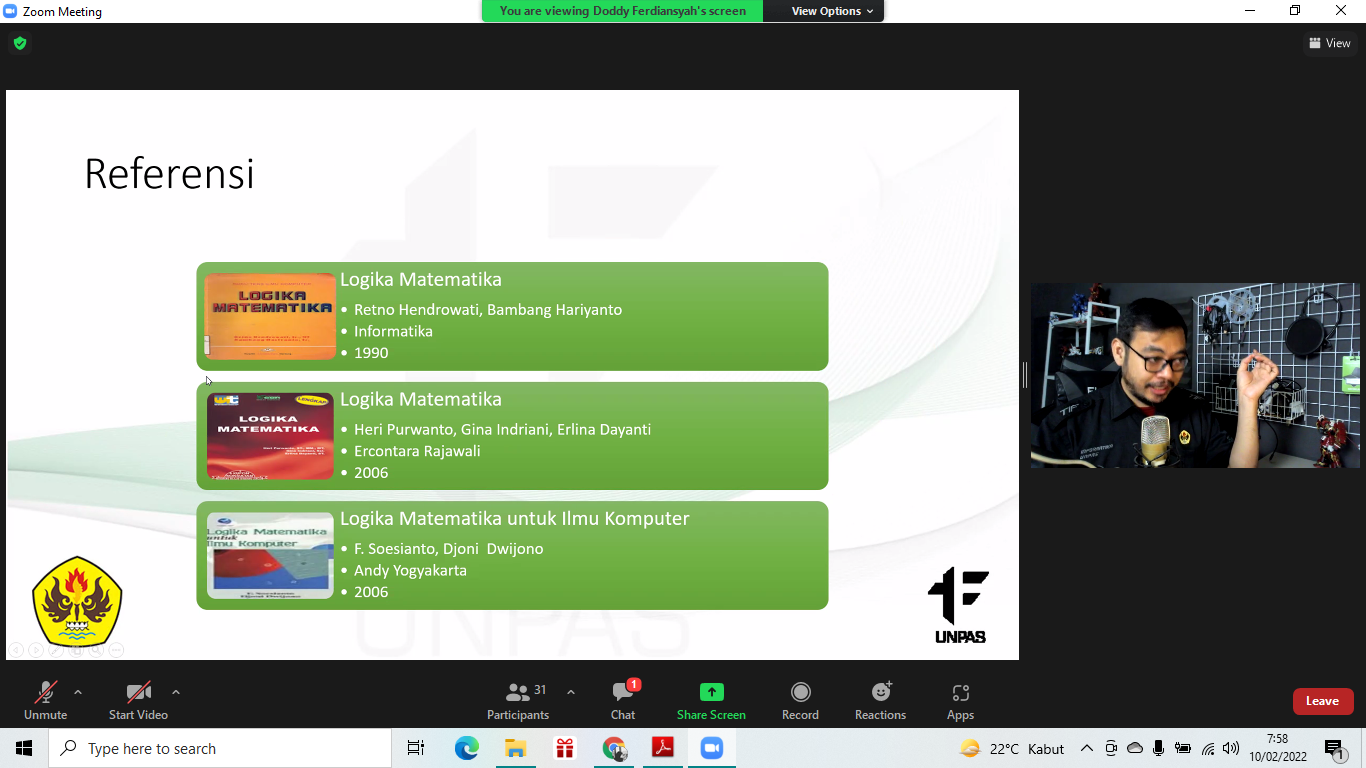 Zoom Meeting
You are viewing Doddy Ferdiansyah's screen
View Options
View
Referensi
LOGIKA
MATEMATIKA
Logika Matematika
• Retno Hendrowati, Bambang Hariyanto
• Informatika
• 1990
LENGKAP
LOGIKA
MATEMATIKA
Logika Matematika
• Heri Purwanto, Gina Indriani, Erlina Dayanti
• Ercontara Rajawali
• 2006
Logika Matematika
untuk
Ilmu Komputer
Logika Matematika untuk Ilmu Komputer
• F. Soesianto, Djoni Dwijono
• Andy Yogyakarta
• 2006
UNPAS
UNPAS
Unmute
Start Video
Participants
31
Chat
1
Share Screen
Record
Reactions
Apps
Leave
Type here to search
22°C Kabut
7:58
10/02/2022
1